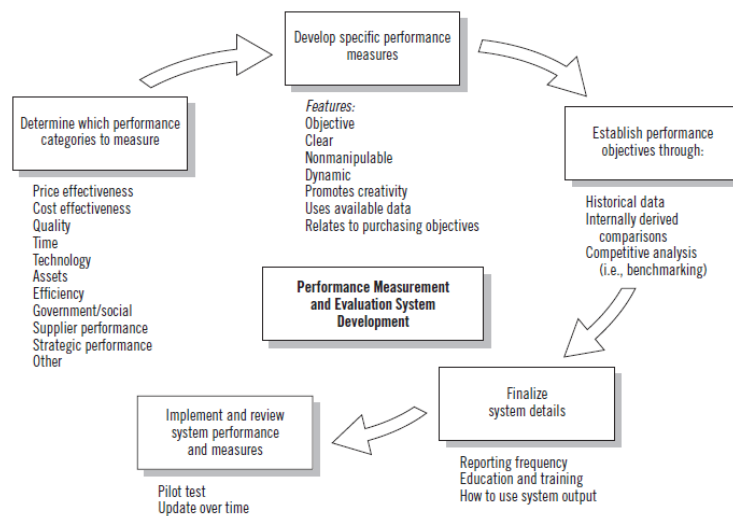 Develop specific performance
measures
Features:
Objective
Clear
Nonmanipulable
Dynamic
Promotes creativity
Uses available data
Relates to purchasing objectives
Determine which performance
categories to measure
Price effectiveness
Cost effectiveness
Quality
Time
Technology
Assets
Efficiency
Government/social
Supplier performance
Strategic performance
Other
Establish performance
objectives through:
Historical data
Internally derived
comparisons
Competitive analysis
(i.e., benchmarking)
Performance Measurement
and Evaluation System
Development
Finalize
system details
Reporting frequency
Education and training
How to use system output
Implement and review
system performance
and measures
Pilot test
Update over time